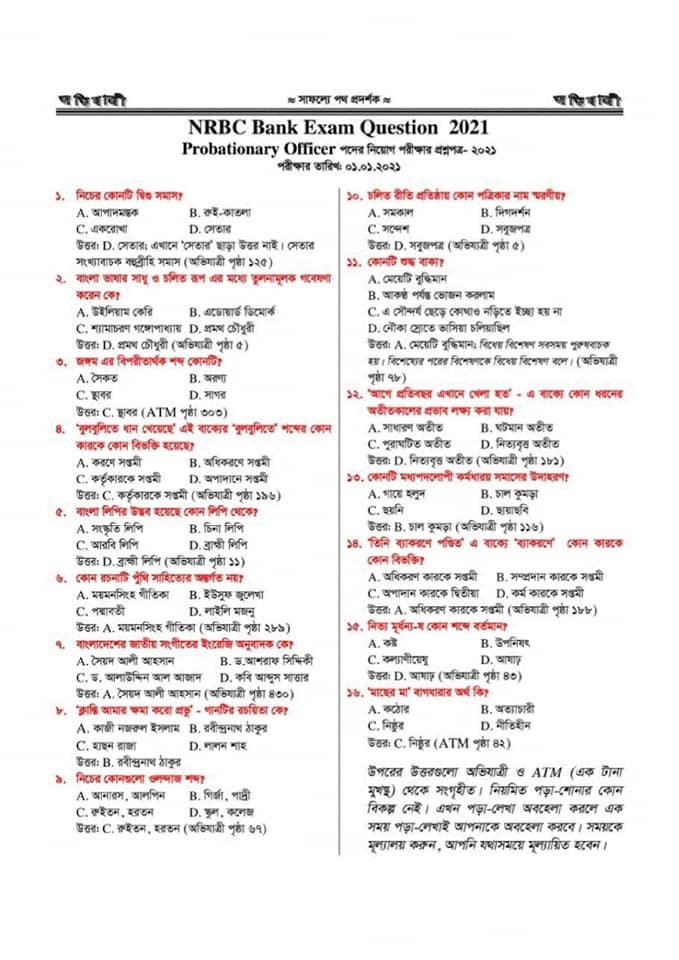 অভিযাত্রী
≈ সাফল্যে পথ প্রদর্শক ≈
অভিযাত্রী
NRBC Bank Exam Question 2021
Probationary Officer পদের নিয়োগ পরীক্ষার প্রশ্নপত্র- ২০২১
পরীক্ষার তারিখ: ০১.০১.২০২১
১. নিচের কোনটি দ্বিগু সমাস?
A. আপাদমস্তক B. রুই-কাতলা
C. একরোখা D. সেতার
উত্তর: D. সেতার; এখানে 'সেতার' ছাড়া উত্তর নাই। সেতার
সংখ্যাবাচক বহুব্রীহি সমাস (অভিযাত্রী পৃষ্ঠা ১২৫)
২. বাংলা ভাষার সাধু ও চলিত রূপ এর মধ্যে তুলনামূলক গবেষণা
করেন কে?
A. উইলিয়াম কেরি B. এডোয়ার্ড ডিমোর্ক
C. শ্যামাচরণ গঙ্গোপাধ্যায় D. প্রমথ চৌধুরী
উত্তর: D. প্রমথ চৌধুরী (অভিযাত্রী পৃষ্ঠা ৫)
৩. জঙ্গম এর বিপরীতার্থক শব্দ কোনটি?
A. সৈকত B. অরণ্য
C. স্থাবর D. সাগর
উত্তর: C. স্থাবর (ATM পৃষ্ঠা ৩০৩)
৪. 'বুলবুলিতে ধান খেয়েছে' এই বাক্যের 'বুলবুলিতে' শব্দের কোন
কারকে কোন বিভক্তি হয়েছে?
A. করণে সপ্তমী B. অধিকরণে সপ্তমী
C. কর্তৃকারকে সপ্তমী D. অপাদানে সপ্তমী
উত্তর: C. কর্তৃকারকে সপ্তমী (অভিযাত্রী পৃষ্ঠা ১৯৬)
৫. বাংলা লিপির উদ্ভব হয়েছে কোন লিপি থেকে?
A. সংস্কৃতি লিপি B. চিনা লিপি
C. আরবি লিপি D. ব্রাহ্মী লিপি
উত্তর: D. ব্রাহ্মী লিপি (অভিযাত্রী পৃষ্ঠা ১১)
৬. কোন রচনাটি পুঁথি সাহিত্যের অন্তর্গত নয়?
A. ময়মনসিংহ গীতিকা B. ইউসুফ জুলেখা
C. পদ্মাবতী D. লাইলি মজনু
উত্তর: A. ময়মনসিংহ গীতিকা (অভিযাত্রী পৃষ্ঠা ২৮৯)
৭. বাংলাদেশের জাতীয় সংগীতের ইংরেজি অনুবাদক কে?
A. সৈয়দ আলী আহসান B. ড.আশরাফ সিদ্দিকী
C. ড. আলাউদ্দিন আল আজাদ D. কবি আব্দুস সাত্তার
উত্তর: A. সৈয়দ আলী আহসান (অভিযাত্রী পৃষ্ঠা ৪৩০)
৮. 'ক্লান্তি আমার ক্ষমা করো প্রভু' - গানটির রচয়িতা কে?
A. কাজী নজরুল ইসলাম B. রবীন্দ্রনাথ ঠাকুর
C. হাছন রাজা D. লালন শাহ
উত্তর: B. রবীন্দ্রনাথ ঠাকুর
৯. নিচের কোনগুলো ওলন্দাজ শব্দ?
A. আনারস, আলপিন B. গির্জা, পাদ্রী
C. রুইতন, হরতন D. স্কুল, কলেজ
উত্তর: C. রুইতন, হরতন (অভিযাত্রী পৃষ্ঠা ৬৭)
১০. চলিত রীতি প্রতিষ্ঠায় কোন পত্রিকার নাম স্মরণীয়?
A. সমকাল B. দিগদর্শন
C. সন্দেশ D. সবুজপত্র
উত্তর: D. সবুজপত্র (অভিযাত্রী পৃষ্ঠা ৫)
১১. কোনটি শুদ্ধ বাক্য?
A. মেয়েটি বুদ্ধিমান
B. আকণ্ঠ পর্যন্ত ভোজন করলাম
C. এ সৌন্দর্য ছেড়ে কোথাও নড়িতে ইচ্ছা হয় না
D. নৌকা স্রোতে ভাসিয়া চলিয়াছিল
উত্তর: A. মেয়েটি বুদ্ধিমান; বিধেয় বিশেষণ সবসময় পুরুষবাচক
হয়। বিশেষ্যের পরের বিশেষণকে বিধেয় বিশেষণ বলে। (অভিযাত্রী
পৃষ্ঠা ৭৮)
১২. 'আগে প্রতিবছর এখানে খেলা হত' - এ বাক্যে কোন ধরনের
অতীতকালের প্রভাব লক্ষ্য করা যায়?
A. সাধারণ অতীত B. ঘটমান অতীত
C. পুরাঘটিত অতীত D. নিত্যবৃত্ত অতীত
উত্তর: D. নিত্যবৃত্ত অতীত (অভিযাত্রী পৃষ্ঠা ১৮১)
১৩. কোনটি মধ্যপদলোপী কর্মধারয় সমাসের উদাহরণ?
A. গায়ে হলুদ B. চাল কুমড়া
C. ছয়নি D. ছায়াছবি
উত্তর: B. চাল কুমড়া (অভিযাত্রী পৃষ্ঠা ১১৬)
১৪. 'তিনি ব্যাকরণে পণ্ডিত' এ বাক্যে 'ব্যাকরণে' কোন কারকে
কোন বিভক্তি?
A. অধিকরণ কারকে সপ্তমী B. সম্প্রদান কারকে সপ্তমী
C. অপাদান কারকে দ্বিতীয়া D. কর্ম কারকে সপ্তমী
উত্তর: A. অধিকরণ কারকে সপ্তমী (অভিযাত্রী পৃষ্ঠা ১৮৮)
১৫. নিত্য মূর্ধন্য-ষ কোন শব্দে বর্তমান?
A. কষ্ট B. উপনিষৎ
C. কল্যাণীয়েষু D. আষাঢ়
উত্তর: D. আষাঢ় (অভিযাত্রী পৃষ্ঠা ৪৩)
১৬. 'মাছের মা' বাগধারার অর্থ কি?
A. কঠোর B. অত্যাচারী
C. নিষ্ঠুর D. নীতিহীন
উত্তর: C. নিষ্ঠুর (ATM পৃষ্ঠা ৪২)
উপরের উত্তরগুলো অভিযাত্রী ও ATM (এক টানা
মুখস্থ) থেকে সংগৃহীত। নিয়মিত পড়া-শোনার কোন
বিকল্প নেই। এখন পড়া-লেখা অবহেলা করলে এক
সময় পড়া-লেখাই আপনাকে অবহেলা করবে। সময়কে
মূল্যালয় করুন, আপনি যথাসময়ে মূল্যায়িত হবেন।